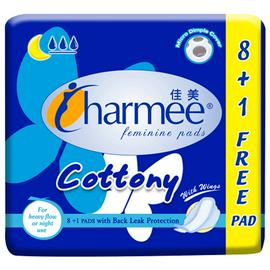 Micro Dimple Cover
佳美
charmee®
feminine pads
Cottony
With Wings
For
heavy flow
or night
use
8 +1 PADS with Back Leak Protection
8+1 FREE
PAD